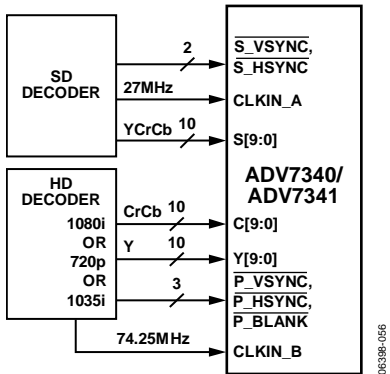 SD
DECODER
2
S_VSYNC,
S_HSYNC
27MHz
CLKIN_A
YCrCb
10
S[9:0]
ADV7340/
ADV7341
HD
DECODER
1080i
OR
720p
OR
1035i
CrCb
10
C[9:0]
Y
10
Y[9:0]
3
P_VSYNC,
P_HSYNC,
P_BLANK
74.25MHz
CLKIN_B
06398-056